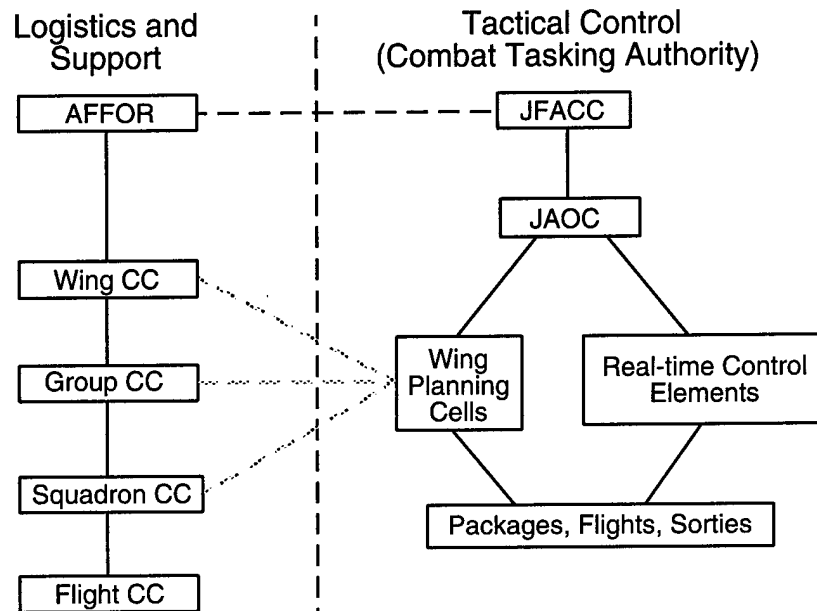 Logistics and
Support
Tactical Control
(Combat Tasking Authority)
AFFOR
JFACC
JAOC
Wing CC
Group CC
Squadron CC
Flight CC
Wing
Planning
Cells
Real-time Control
Elements
Packages, Flights, Sorties